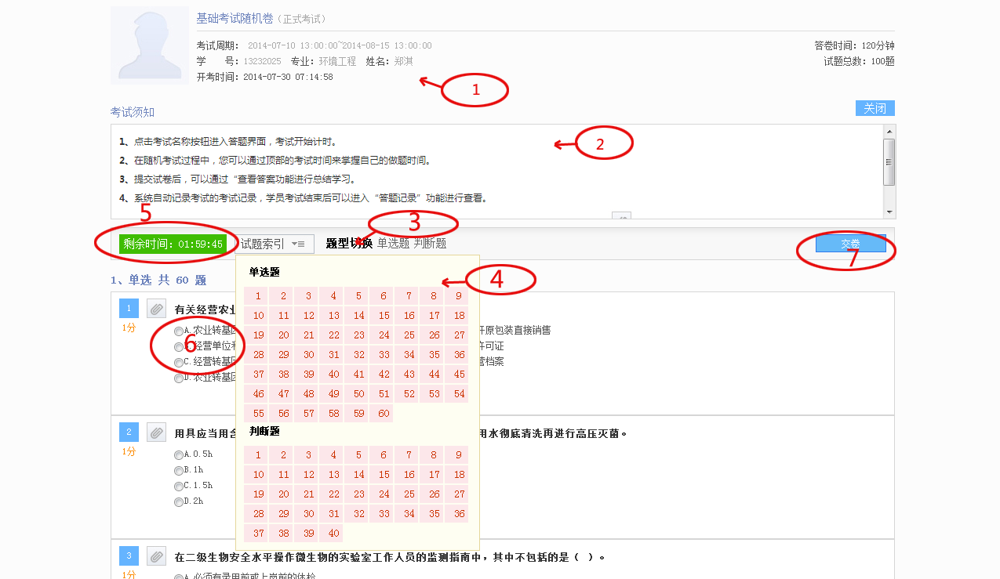 基础考试随机卷（正式考试）
考试周期： 2014-07-10 13:00:00~2014-08-15 13:00:00
答卷时间：120分钟
学 号：13232025 专业：环境工程 姓名：郑淇
试题总数：100题
开考时间：2014-07-30 07:14:58
1
考试须知
关闭
1、点击考试名称按钮进入答题界面，考试开始计时。
2
2、在随机考试过程中，您可以通过顶部的考试时间来掌握自己的做题时间。
3、提交试卷后，可以通过“查看答案功能进行总结学习。
4、系统自动记录考试的考试记录，学员考试结束后可以进入“答题记录”功能进行查看。
5
3
剩余时间：01:59:45 试题索引 题型切换 单选题 判断题
交卷
7
1、单选 共 60 题
单选题
4
1 2 3 4 5 6 7 8 9
10 11 12 13 14 15 16 17 18
19 20 21 22 23 24 25 26 27
28 29 30 31 32 33 34 35 36
37 38 39 40 41 42 43 44 45
46 47 48 49 50 51 52 53 54
55 56 57 58 59 60
判断题
1 2 3 4 5 6 7 8 9
10 11 12 13 14 15 16 17 18
19 20 21 22 23 24 25 26 27
28 29 30 31 32 33 34 35 36
37 38 39 40
1 有关经营农业
1分
A.农业转基因 开原包装直接销售
6
经营单位和 许可证
C.经营转基因 营档案
D.农业转基因
2 用具应当用含 用水彻底清洗再进行高压灭菌。
1分
A.0.5h
B.1h
C.1.5h
D.2h
3 在二级生物安全水平操作微生物的实验室工作人员的监测指南中，其中不包括的是（ ）。
1分
A.必须有录用前或上岗前的体检